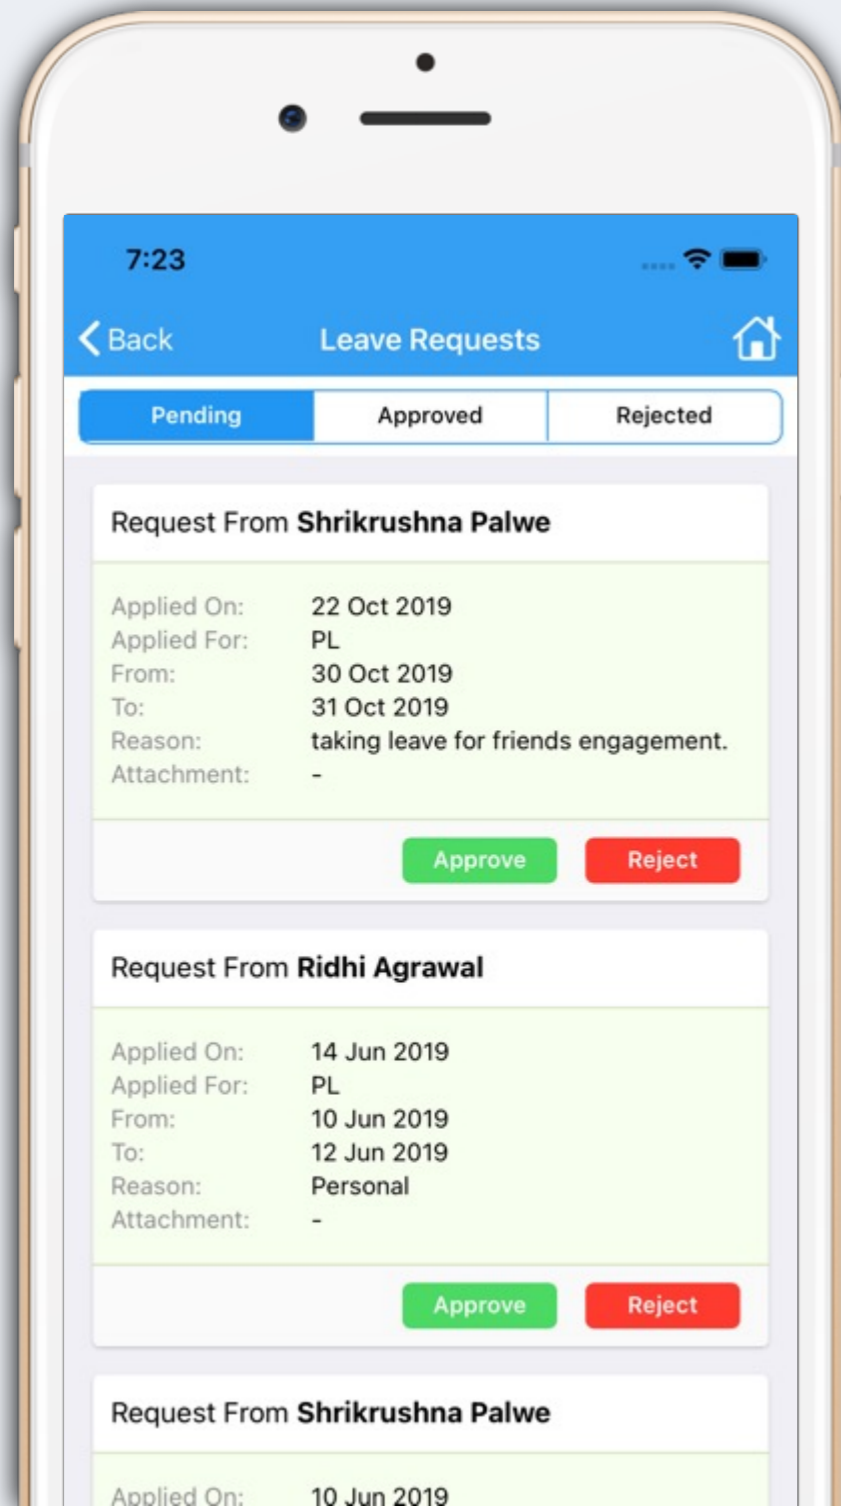 7:23
Back Leave Requests
Pending Approved Rejected
Request From Shrikrushna Palwe
Applied On: 22 Oct 2019
Applied For: PL
From: 30 Oct 2019
To: 31 Oct 2019
Reason: taking leave for friends engagement.
Attachment: -
Approve Reject
Request From Ridhi Agrawal
Applied On: 14 Jun 2019
Applied For: PL
From: 10 Jun 2019
To: 12 Jun 2019
Reason: Personal
Attachment: -
Approve Reject
Request From Shrikrushna Palwe
Applied On: 10 Jun 2019